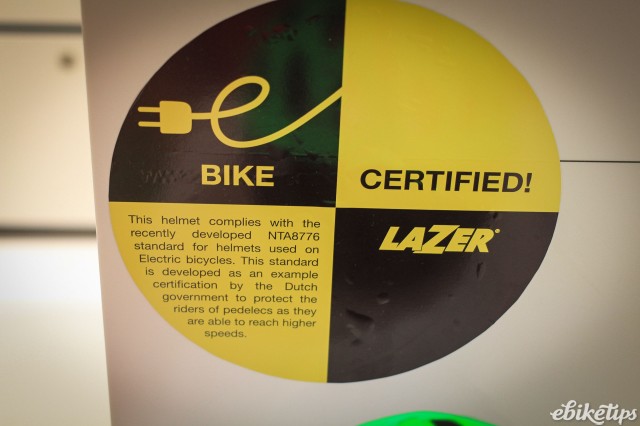 BIKE
CERTIFIED!
This helmet complies with the
recently developed NTA8776
standard for helmets used on
Electric bicycles. This standard
is developed as an example
certification by the Dutch
government to protect the
riders of pedelecs as they
are able to reach higher
speeds.
LAZER®
ebiketips